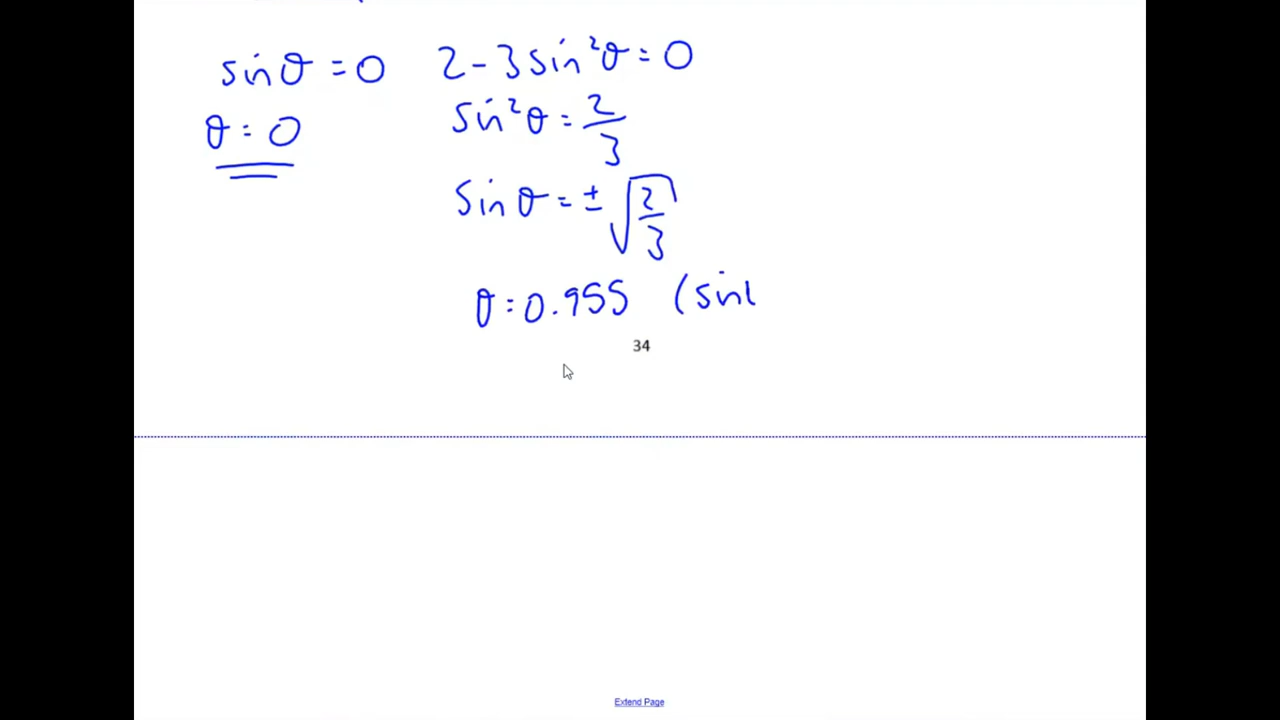 sinθ = 0 2 - 3sin²θ = 0
θ = 0 sin²θ = 2/3
sinθ = ±√(2/3)
θ = 0.955 (sin
34
Extend Page